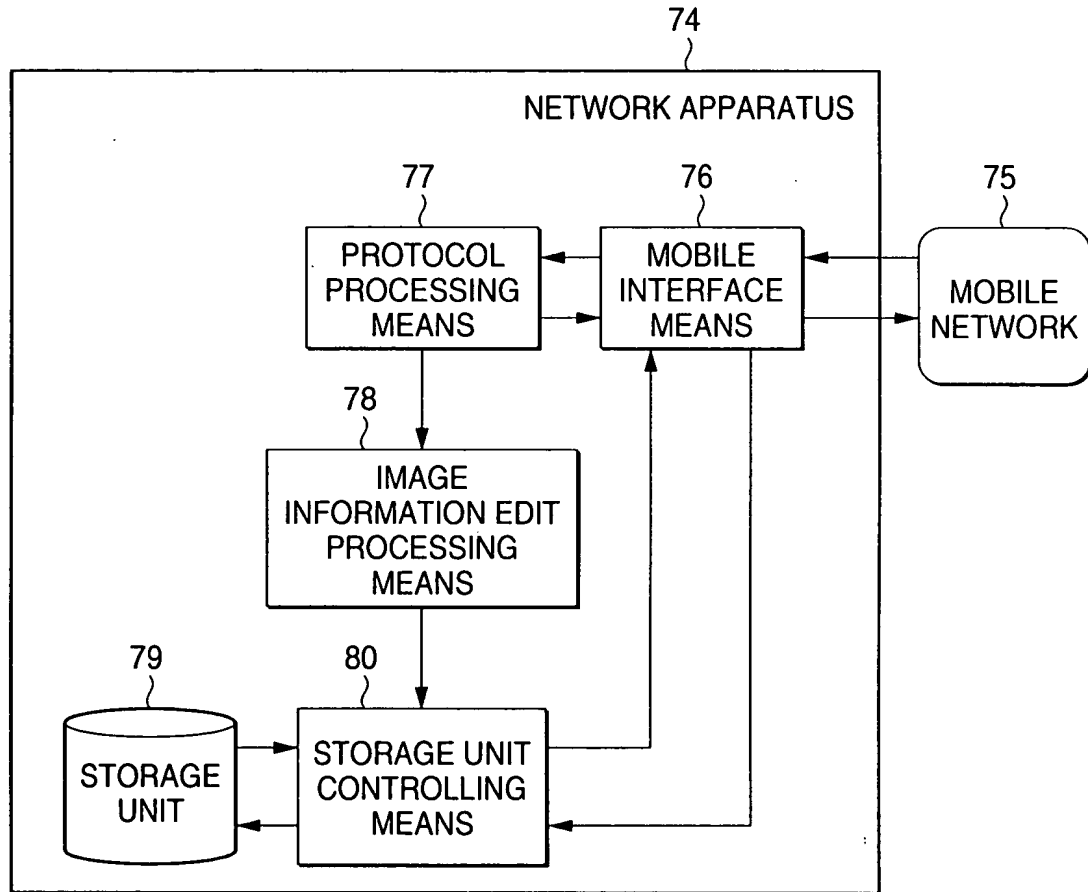 74
NETWORK APPARATUS
77
76
75
PROTOCOL
PROCESSING
MEANS
MOBILE
INTERFACE
MEANS
MOBILE
NETWORK
78
IMAGE
INFORMATION EDIT
PROCESSING
MEANS
79
80
STORAGE
UNIT
STORAGE UNIT
CONTROLLING
MEANS